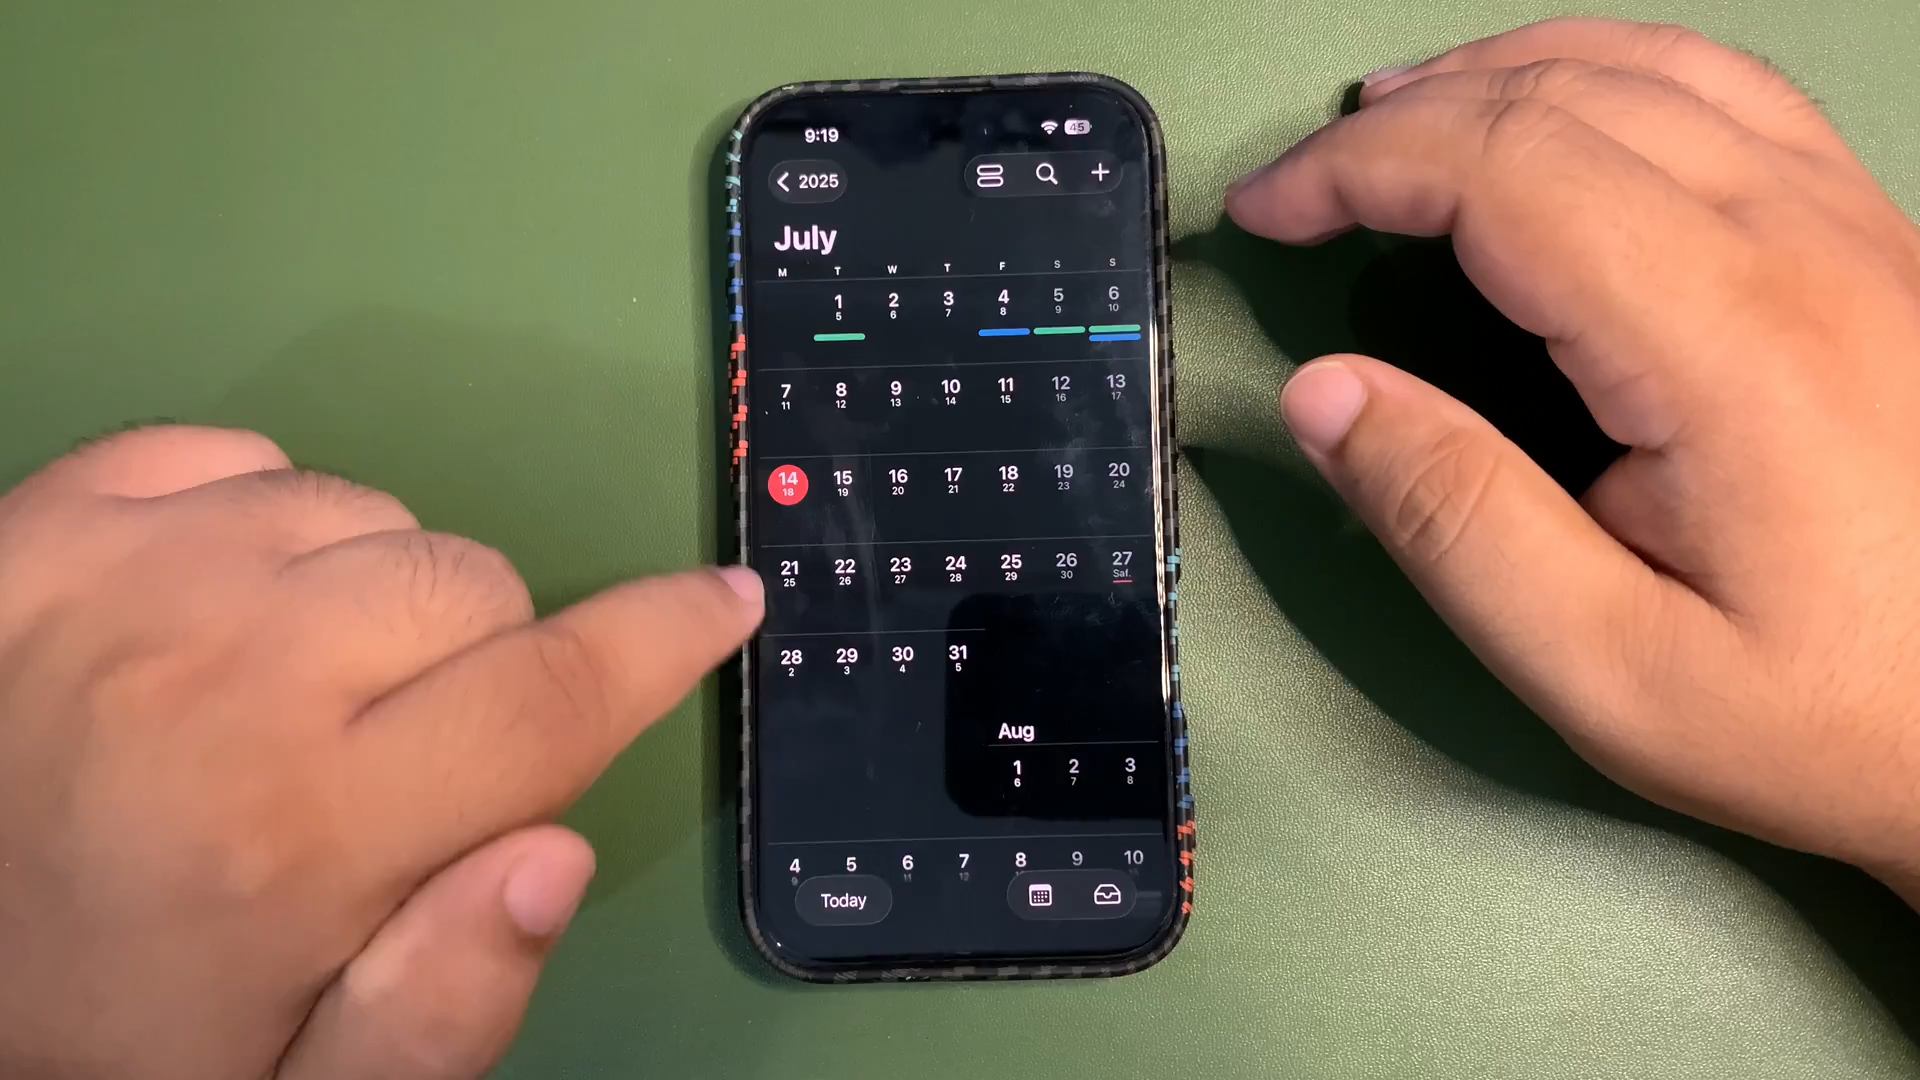 9:19 45
2025
July
M T W T F S S
1 2 3 4 5 6
5 6 7 8 9 10
7 8 9 10 11 12 13
11 12 13 14 15 16 17
14 15 16 17 18 19 20
18 19 20 21 22 23 24
21 22 23 24 25 26 27
25 26 27 28 29 30 Saf.
28 29 30 31
2 3 4 5
Aug
1 2 3
6 7 8
4 5 6 7 8 9 10
9 11 12
Today